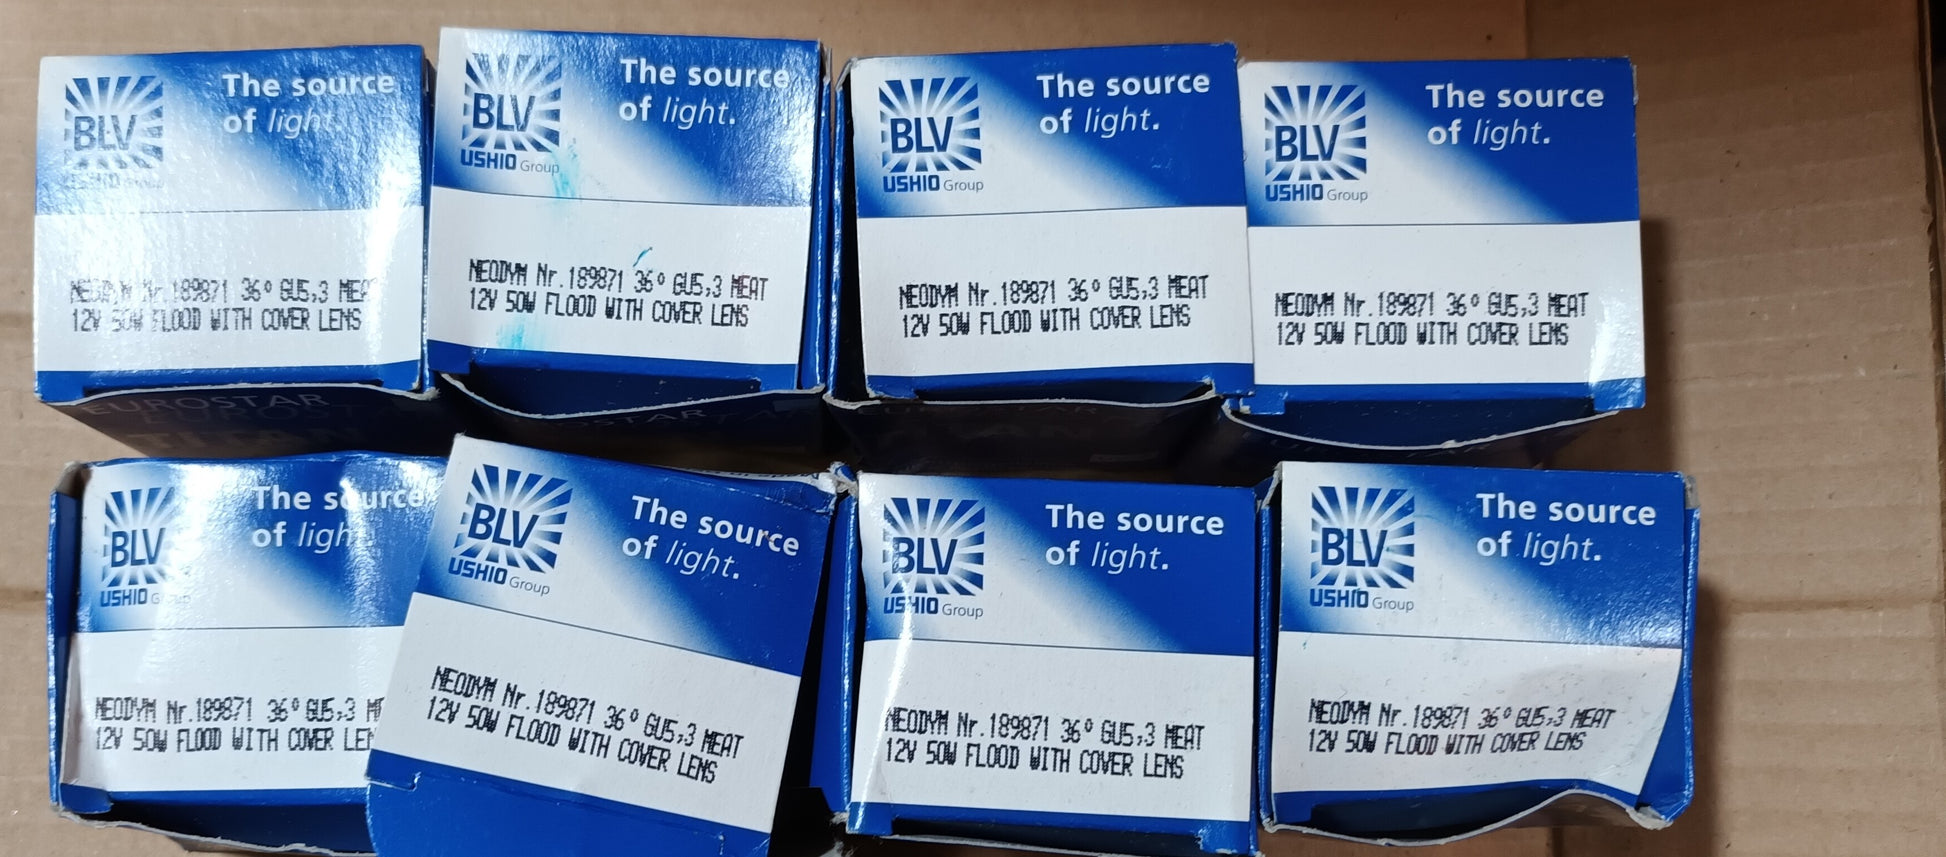 The source
of light.
BLV
USHIO Group
NEODYM Nr.189871 36° GU5,3 MEAT
12V 50W FLOOD WITH COVER LENS
The source
of light.
BLV
USHIO Group
NEODYM Nr.189871 36° GU5,3 MEAT
12V 50W FLOOD WITH COVER LENS
The source
of light.
BLV
USHIO Group
NEODYM Nr.189871 36° GU5,3 MEAT
12V 50W FLOOD WITH COVER LENS
The source
of light.
BLV
USHIO Group
NEODYM Nr.189871 36° GU5,3 MEAT
12V 50W FLOOD WITH COVER LENS
EUROSTAR
TITAN
The source
of light
BLV
USHIO Group
NEODYM Nr.189871 36° GU5,3
12V 50W FLOOD WITH COVER LEN
The source
of light.
BLV
USHIO Group
NEODYM Nr.189871 36° GU5,3 MEAT
12V 50W FLOOD WITH COVER LENS
The source
of light.
BLV
USHIO Group
NEODYM Nr.189871 36° GU5,3 MEAT
12V 50W FLOOD WITH COVER LENS
The source
of light.
BLV
USHIO Group
NEODYM Nr.189871 36° GU5,3 MEAT
12V 50W FLOOD WITH COVER LENS